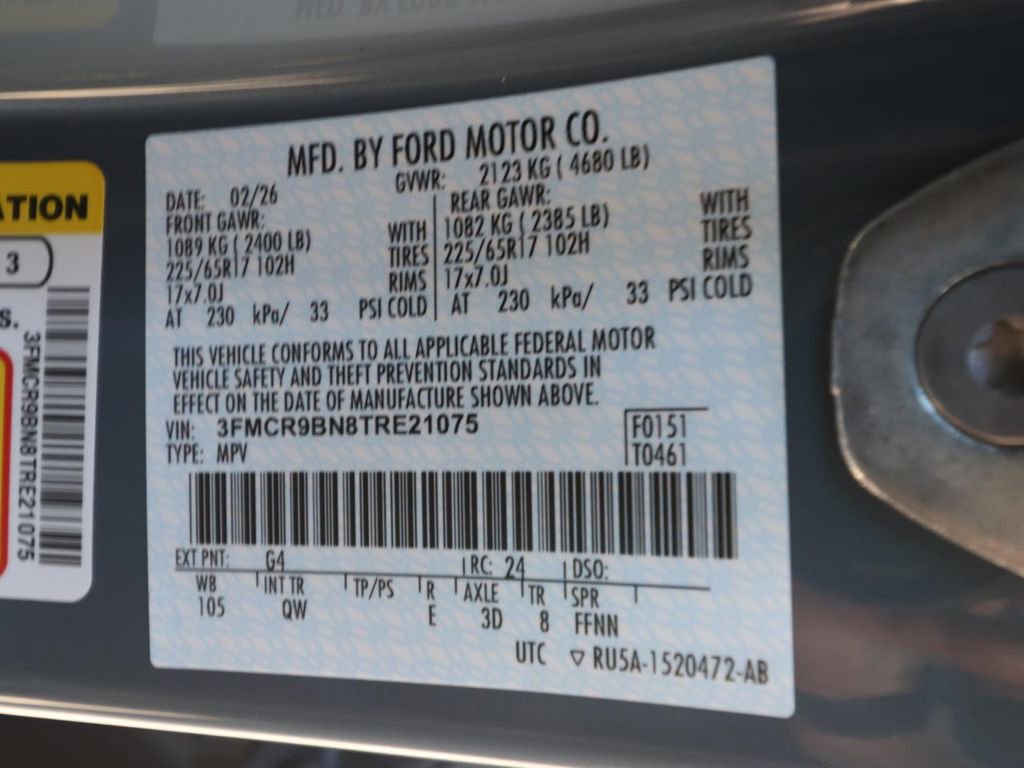 MFD. BY FORD MOTOR CO.
DATE: 02/26 GVWR: 2123 KG ( 4680 LB)
FRONT GAWR: REAR GAWR:
1089 KG ( 2400 LB) WITH 1082 KG ( 2385 LB) WITH
225/65R17 102H TIRES 225/65R17 102H TIRES
17x7.0J RIMS 17x7.0J RIMS
AT 230 kPa/ 33 PSI COLD AT 230 kPa/ 33 PSI COLD
THIS VEHICLE CONFORMS TO ALL APPLICABLE FEDERAL MOTOR
VEHICLE SAFETY AND THEFT PREVENTION STANDARDS IN
EFFECT ON THE DATE OF MANUFACTURE SHOWN ABOVE.
VIN: 3FMCR9BN8TRE21075 F0151
TYPE: MPV T0461
EXT PNT: G4 RC: 24 DSO:
WB INT TR TP/PS R AXLE TR SPR
105 QW E 3D 8 FFNN
UTC ▽ RU5A-1520472-AB
ATION
3
S.
3FMCR9BN8TRE21075